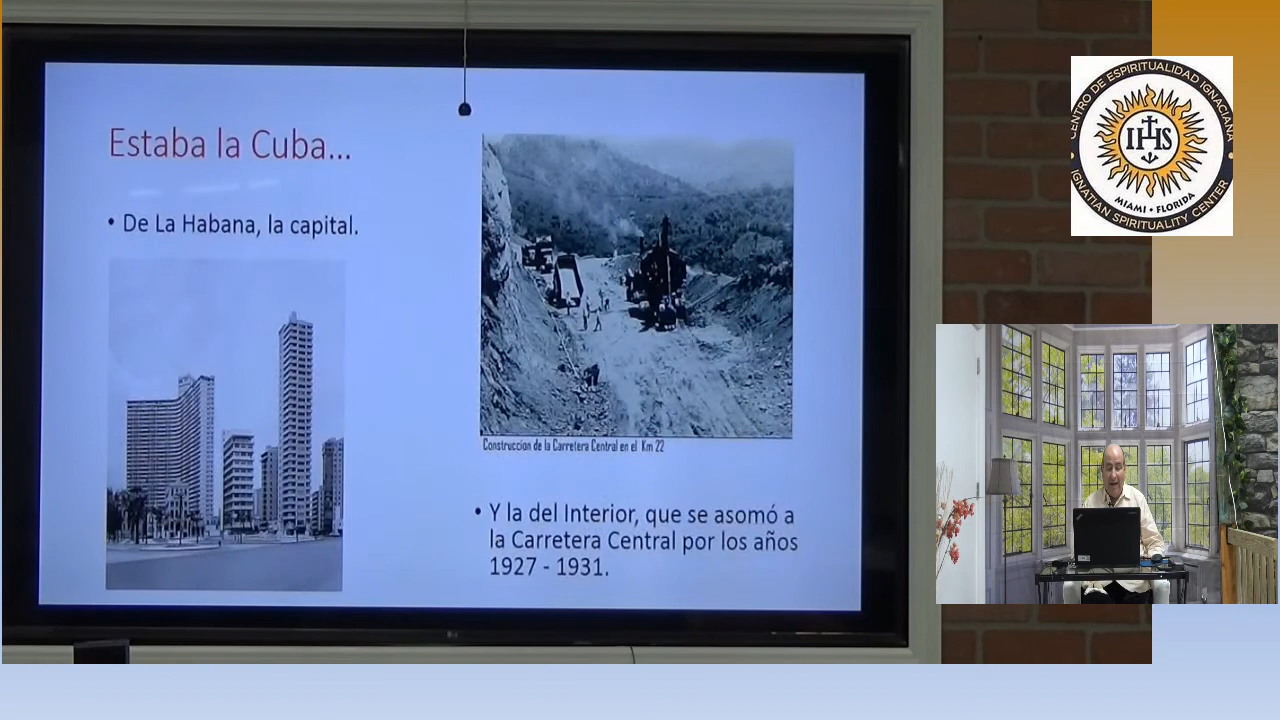 Estaba la Cuba...
• De La Habana, la capital.
Construccion de la Carretera Central en el Km 22
• Y la del Interior, que se asomó a
la Carretera Central por los años
1927 - 1931.
CENTRO DE ESPIRITUALIDAD IGNACIANA
IHS
MIAMI • FLORIDA
IGNATIAN SPIRITUALITY CENTER